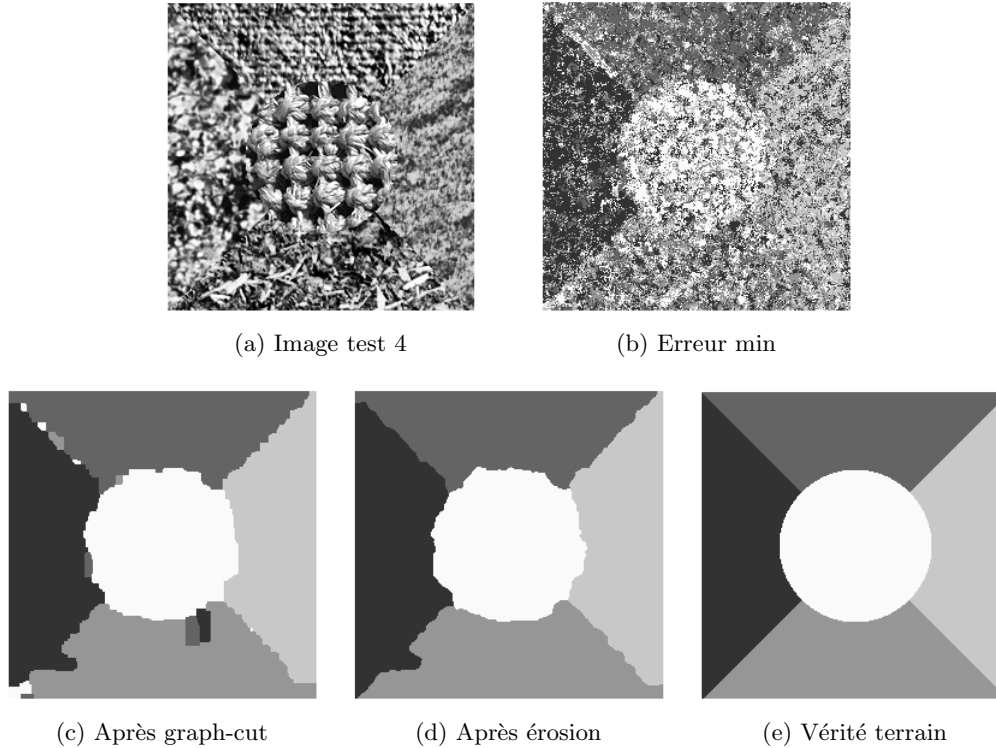 (a) Image test 4
(b) Erreur min
(c) Après graph-cut
(d) Après érosion
(e) Vérité terrain